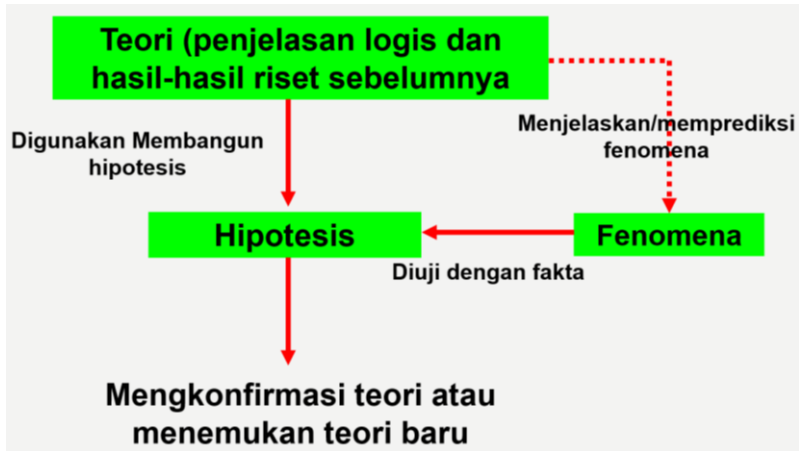 Teori (penjelasan logis dan
hasil-hasil riset sebelumnya
Digunakan Membangun
hipotesis
Menjelaskan/memprediksi
fenomena
Hipotesis
Fenomena
Diuji dengan fakta
Mengkonfirmasi teori atau
menemukan teori baru